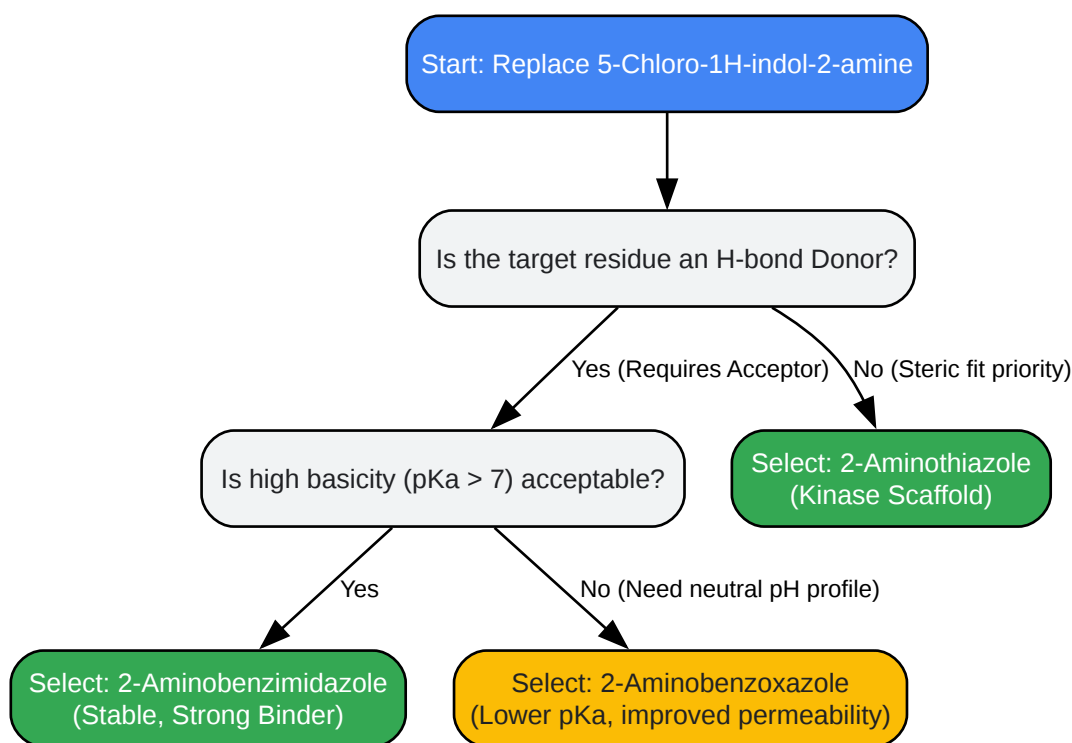 Start: Replace 5-Chloro-1H-indol-2-amine
Is the target residue an H-bond Donor?
Yes (Requires Acceptor)
No (Steric fit priority)
Is high basicity (pKa > 7) acceptable?
Select: 2-Aminothiazole
(Kinase Scaffold)
Yes
No (Need neutral pH profile)
Select: 2-Aminobenzimidazole
(Stable, Strong Binder)
Select: 2-Aminobenzoxazole
(Lower pKa, improved permeability)